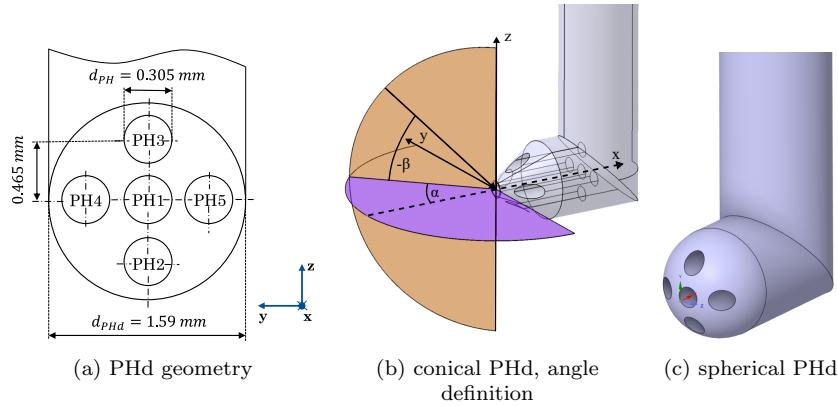 d_PH = 0.305 mm
0.465 mm
PH3
PH4
PH1
PH5
PH2
d_PHd = 1.59 mm
z
y
x
(a) PHd geometry
z
y
-β
α
x
(b) conical PHd, angle
definition
Y
Z
(c) spherical PHd